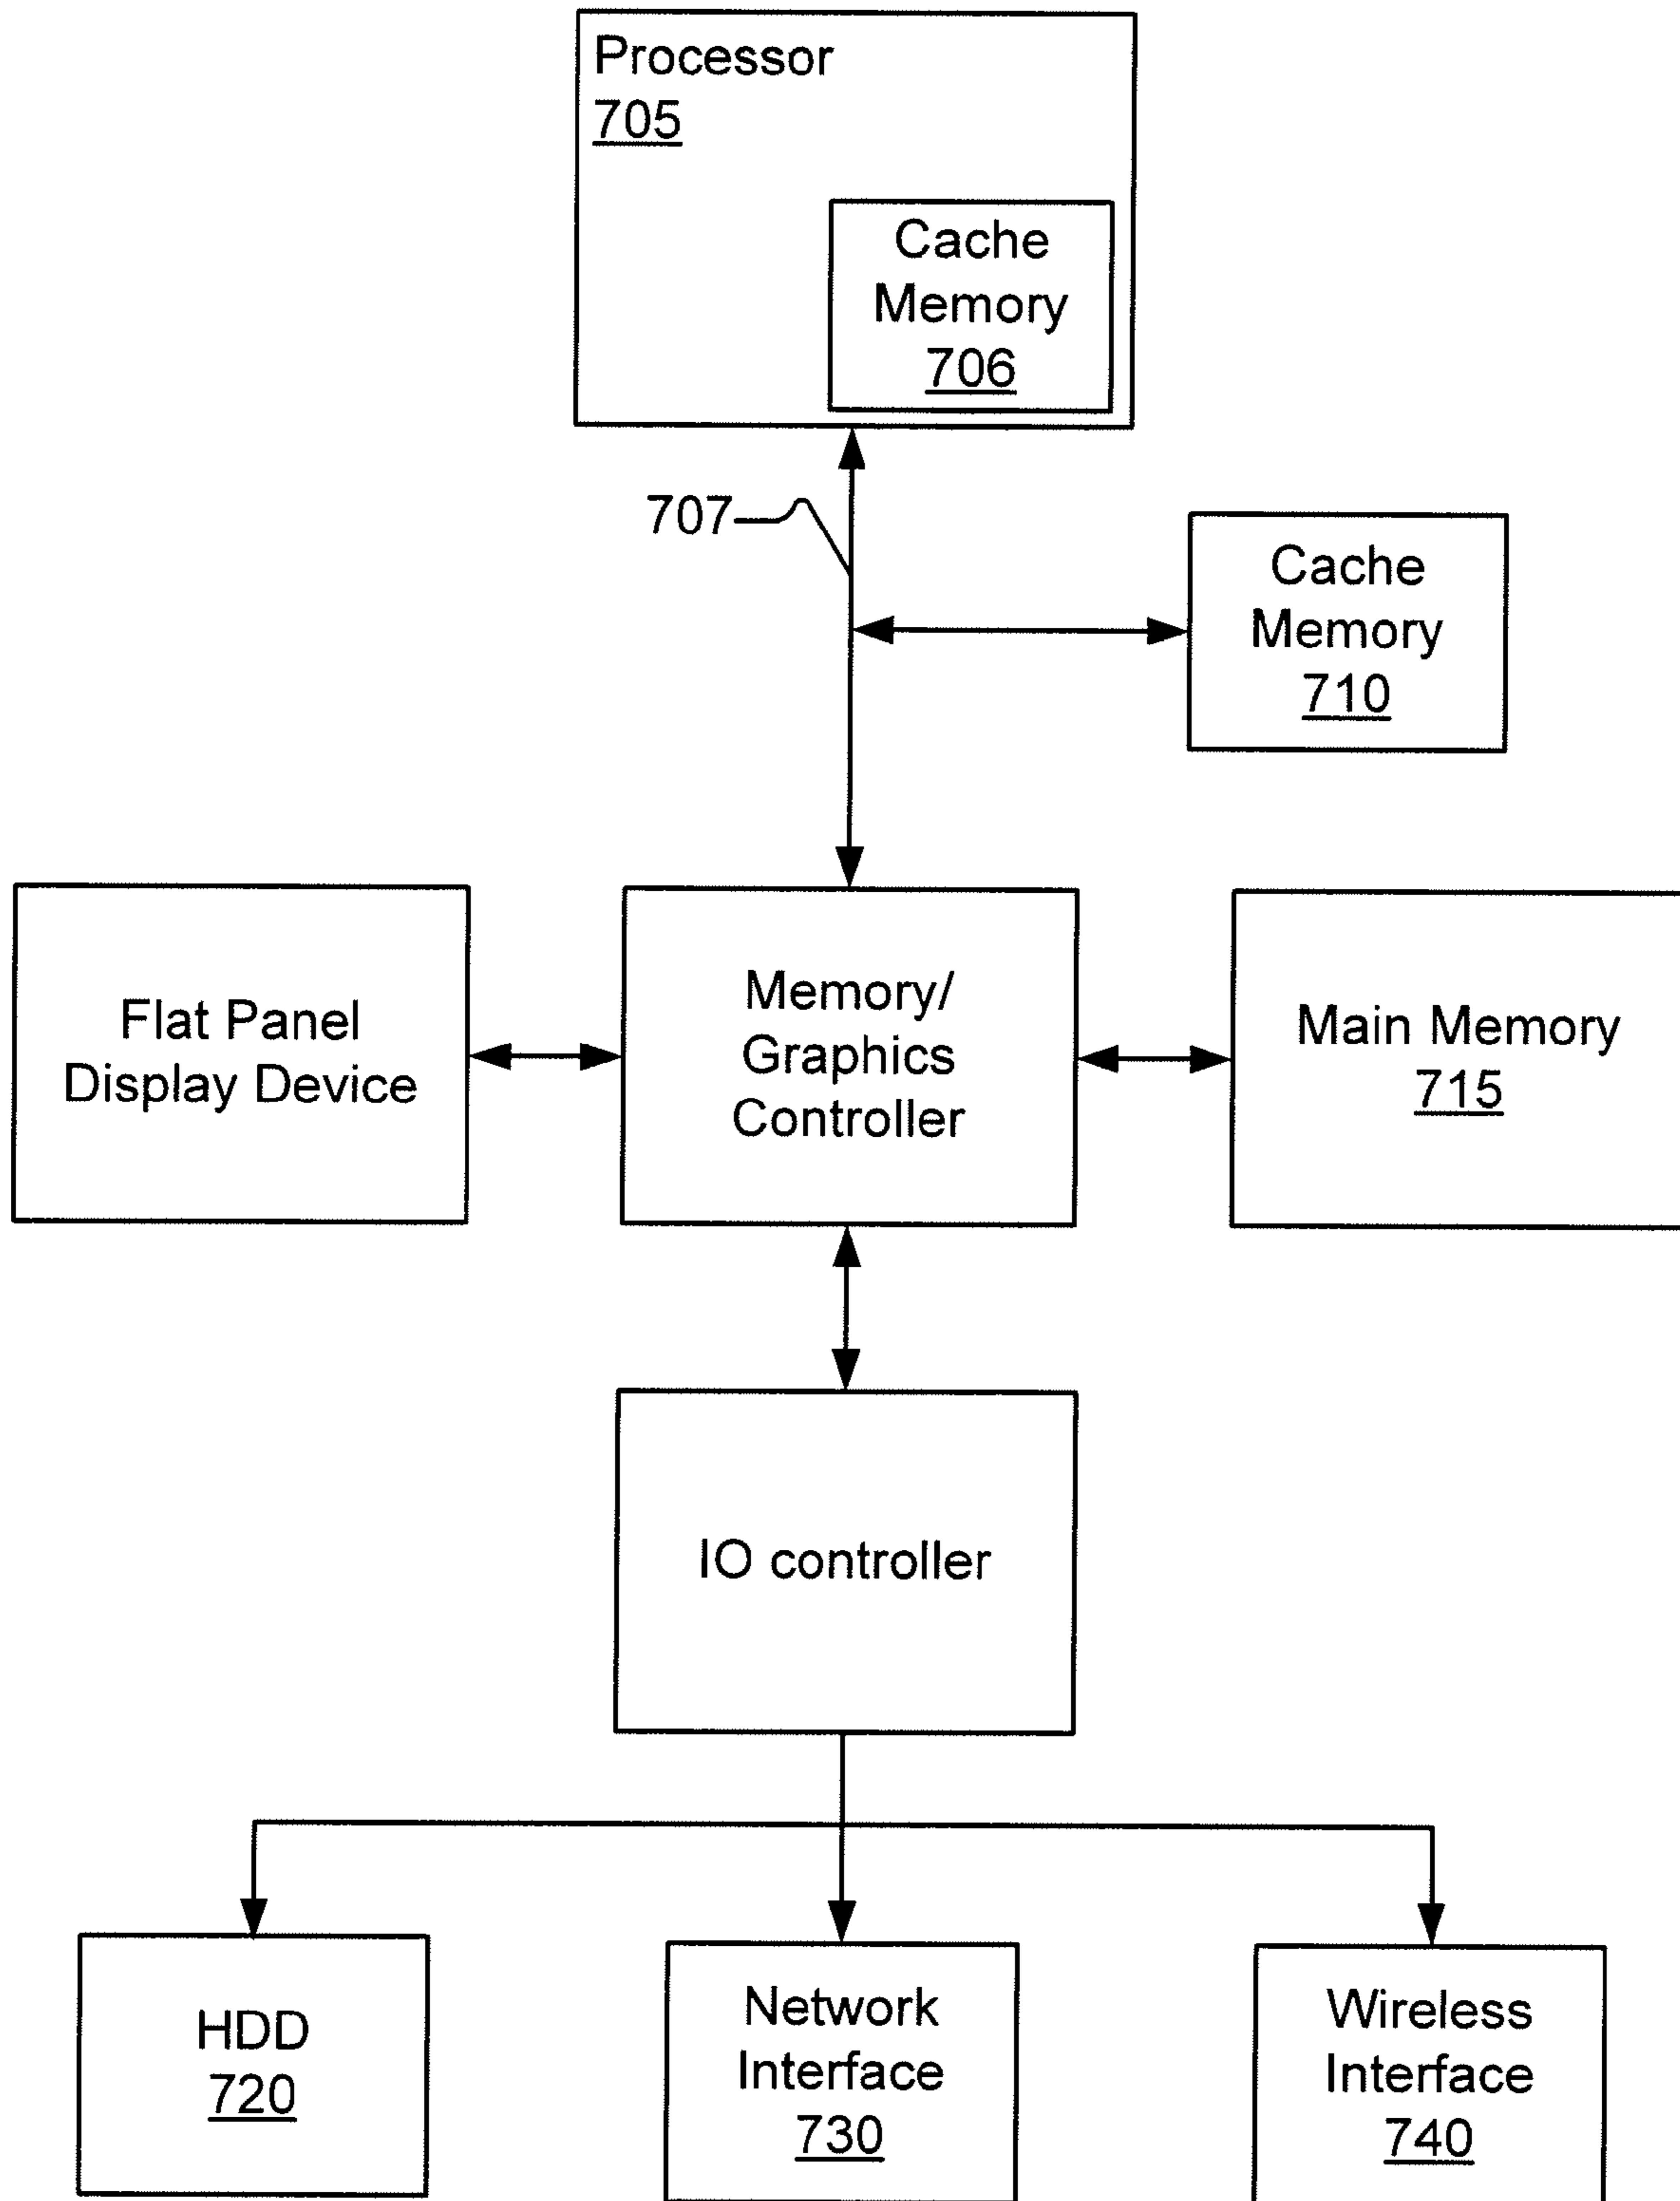 Processor
705
Cache
Memory
706
707
Cache
Memory
710
Flat Panel
Display Device
Memory/
Graphics
Controller
Main Memory
715
IO controller
HDD
720
Network
Interface
730
Wireless
Interface
740